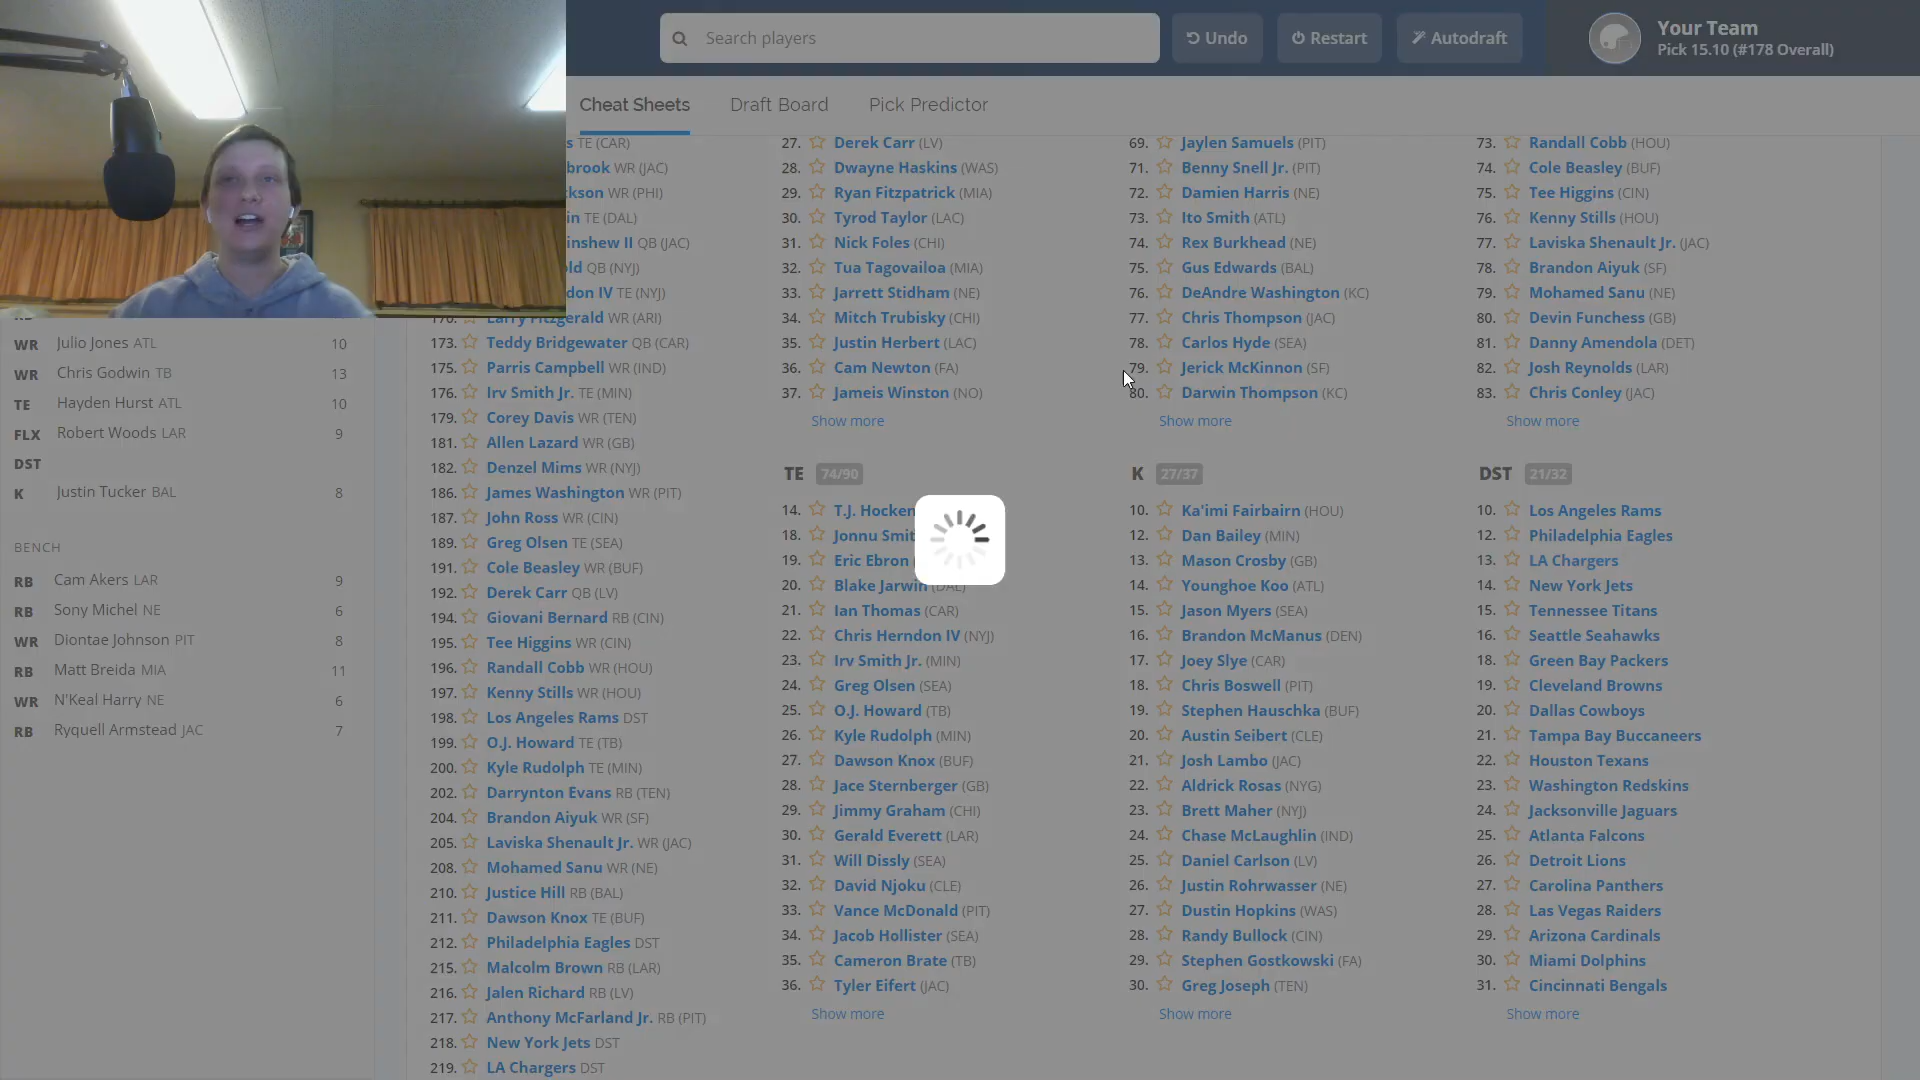 Search players
Undo
Restart
Autodraft
Your Team
Pick 15.10 (#178 Overall)
Cheat Sheets
Draft Board
Pick Predictor
WR Julio Jones ATL 10
WR Chris Godwin TB 13
TE Hayden Hurst ATL 10
FLX Robert Woods LAR 9
DST
K Justin Tucker BAL 8
BENCH
RB Cam Akers LAR 9
RB Sony Michel NE 6
WR Diontae Johnson PIT 8
RB Matt Breida MIA 11
WR N'Keal Harry NE 6
RB Ryquell Armstead JAC 7
s TE (CAR)
brook WR (JAC)
kson WR (PHI)
in TE (DAL)
inshew II QB (JAC)
ld QB (NYJ)
don IV TE (NYJ)
170. Larry Fitzgerald WR (ARI)
173. Teddy Bridgewater QB (CAR)
175. Parris Campbell WR (IND)
176. Irv Smith Jr. TE (MIN)
179. Corey Davis WR (TEN)
181. Allen Lazard WR (GB)
182. Denzel Mims WR (NYJ)
186. James Washington WR (PIT)
187. John Ross WR (CIN)
189. Greg Olsen TE (SEA)
191. Cole Beasley WR (BUF)
192. Derek Carr QB (LV)
194. Giovani Bernard RB (CIN)
195. Tee Higgins WR (CIN)
196. Randall Cobb WR (HOU)
197. Kenny Stills WR (HOU)
198. Los Angeles Rams DST
199. O.J. Howard TE (TB)
200. Kyle Rudolph TE (MIN)
202. Darrynton Evans RB (TEN)
204. Brandon Aiyuk WR (SF)
205. Laviska Shenault Jr. WR (JAC)
208. Mohamed Sanu WR (NE)
210. Justice Hill RB (BAL)
211. Dawson Knox TE (BUF)
212. Philadelphia Eagles DST
215. Malcolm Brown RB (LAR)
216. Jalen Richard RB (LV)
217. Anthony McFarland Jr. RB (PIT)
218. New York Jets DST
219. LA Chargers DST
27. Derek Carr (LV)
28. Dwayne Haskins (WAS)
29. Ryan Fitzpatrick (MIA)
30. Tyrod Taylor (LAC)
31. Nick Foles (CHI)
32. Tua Tagovailoa (MIA)
33. Jarrett Stidham (NE)
34. Mitch Trubisky (CHI)
35. Justin Herbert (LAC)
36. Cam Newton (FA)
37. Jameis Winston (NO)
Show more
69. Jaylen Samuels (PIT)
71. Benny Snell Jr. (PIT)
72. Damien Harris (NE)
73. Ito Smith (ATL)
74. Rex Burkhead (NE)
75. Gus Edwards (BAL)
76. DeAndre Washington (KC)
77. Chris Thompson (JAC)
78. Carlos Hyde (SEA)
79. Jerick McKinnon (SF)
80. Darwin Thompson (KC)
Show more
73. Randall Cobb (HOU)
74. Cole Beasley (BUF)
75. Tee Higgins (CIN)
76. Kenny Stills (HOU)
77. Laviska Shenault Jr. (JAC)
78. Brandon Aiyuk (SF)
79. Mohamed Sanu (NE)
80. Devin Funchess (GB)
81. Danny Amendola (DET)
82. Josh Reynolds (LAR)
83. Chris Conley (JAC)
Show more
TE 74/90
14. T.J. Hocken
18. Jonnu Smit
19. Eric Ebron
20. Blake Jarwin (DAL)
21. Ian Thomas (CAR)
22. Chris Herndon IV (NYJ)
23. Irv Smith Jr. (MIN)
24. Greg Olsen (SEA)
25. O.J. Howard (TB)
26. Kyle Rudolph (MIN)
27. Dawson Knox (BUF)
28. Jace Sternberger (GB)
29. Jimmy Graham (CHI)
30. Gerald Everett (LAR)
31. Will Dissly (SEA)
32. David Njoku (CLE)
33. Vance McDonald (PIT)
34. Jacob Hollister (SEA)
35. Cameron Brate (TB)
36. Tyler Eifert (JAC)
Show more
K 27/37
10. Ka'imi Fairbairn (HOU)
12. Dan Bailey (MIN)
13. Mason Crosby (GB)
14. Younghoe Koo (ATL)
15. Jason Myers (SEA)
16. Brandon McManus (DEN)
17. Joey Slye (CAR)
18. Chris Boswell (PIT)
19. Stephen Hauschka (BUF)
20. Austin Seibert (CLE)
21. Josh Lambo (JAC)
22. Aldrick Rosas (NYG)
23. Brett Maher (NYJ)
24. Chase McLaughlin (IND)
25. Daniel Carlson (LV)
26. Justin Rohrwasser (NE)
27. Dustin Hopkins (WAS)
28. Randy Bullock (CIN)
29. Stephen Gostkowski (FA)
30. Greg Joseph (TEN)
Show more
DST 21/32
10. Los Angeles Rams
12. Philadelphia Eagles
13. LA Chargers
14. New York Jets
15. Tennessee Titans
16. Seattle Seahawks
18. Green Bay Packers
19. Cleveland Browns
20. Dallas Cowboys
21. Tampa Bay Buccaneers
22. Houston Texans
23. Washington Redskins
24. Jacksonville Jaguars
25. Atlanta Falcons
26. Detroit Lions
27. Carolina Panthers
28. Las Vegas Raiders
29. Arizona Cardinals
30. Miami Dolphins
31. Cincinnati Bengals
Show more